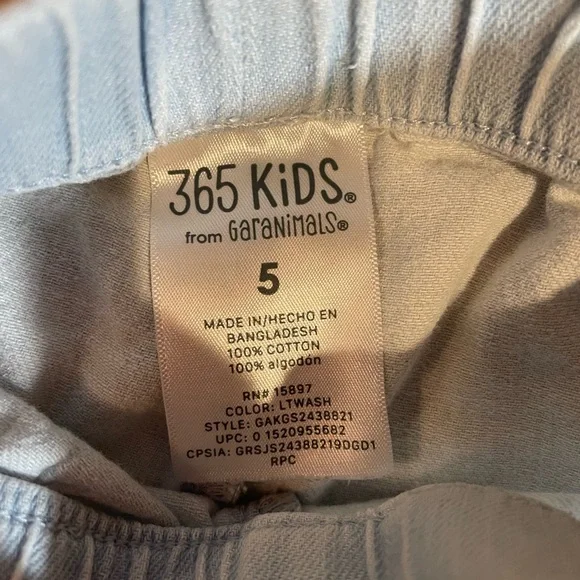 365 KiDS®
from GaRaNiMaLS®
5
MADE IN/HECHO EN
BANGLADESH
100% COTTON
100% algodón
RN# 15897
COLOR: LTWASH
STYLE: GAKGS2438821
UPC: 0 1520955682
CPSIA: GRSJS24388219DGD1
RPC